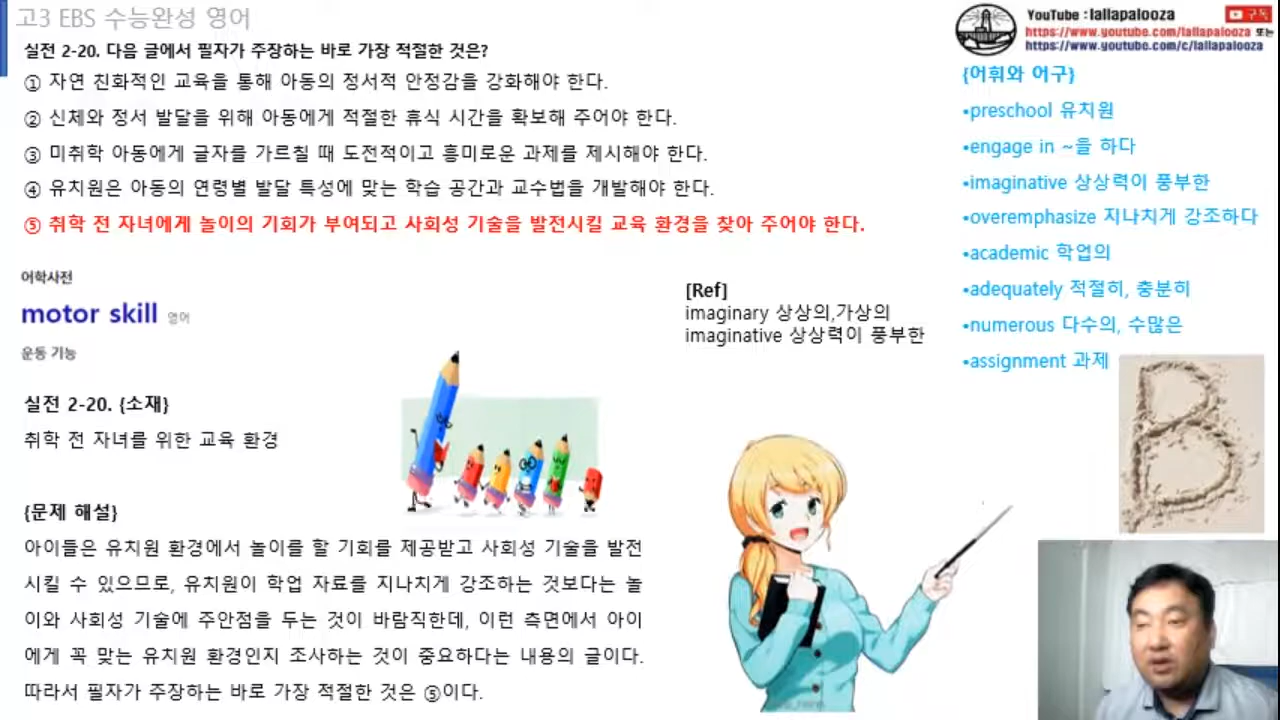 고3 EBS 수능완성 영어
실전 2-20. 다음 글에서 필자가 주장하는 바로 가장 적절한 것은?
① 자연 친화적인 교육을 통해 아동의 정서적 안정감을 강화해야 한다.
② 신체와 정서 발달을 위해 아동에게 적절한 휴식 시간을 확보해 주어야 한다.
③ 미취학 아동에게 글자를 가르칠 때 도전적이고 흥미로운 과제를 제시해야 한다.
④ 유치원은 아동의 연령별 발달 특성에 맞는 학습 공간과 교수법을 개발해야 한다.
⑤ 취학 전 자녀에게 놀이의 기회가 부여되고 사회성 기술을 발전시킬 교육 환경을 찾아 주어야 한다.
어학사전
motor skill 영어
운동 기능
실전 2-20. {소재}
취학 전 자녀를 위한 교육 환경
{문제 해설}
아이들은 유치원 환경에서 놀이를 할 기회를 제공받고 사회성 기술을 발전
시킬 수 있으므로, 유치원이 학업 자료를 지나치게 강조하는 것보다는 놀
이와 사회성 기술에 주안점을 두는 것이 바람직한데, 이런 측면에서 아이
에게 꼭 맞는 유치원 환경인지 조사하는 것이 중요하다는 내용의 글이다.
따라서 필자가 주장하는 바로 가장 적절한 것은 ⑤이다.
[Ref]
imaginary 상상의,가상의
imaginative 상상력이 풍부한
YouTube : lallapalooza
구독
https://www.youtube.com/lallapalooza 또는
https://www.youtube.com/c/lallapalooza
{어휘와 어구}
•preschool 유치원
•engage in ~을 하다
•imaginative 상상력이 풍부한
•overemphasize 지나치게 강조하다
•academic 학업의
•adequately 적절히, 충분히
•numerous 다수의, 수많은
•assignment 과제
B